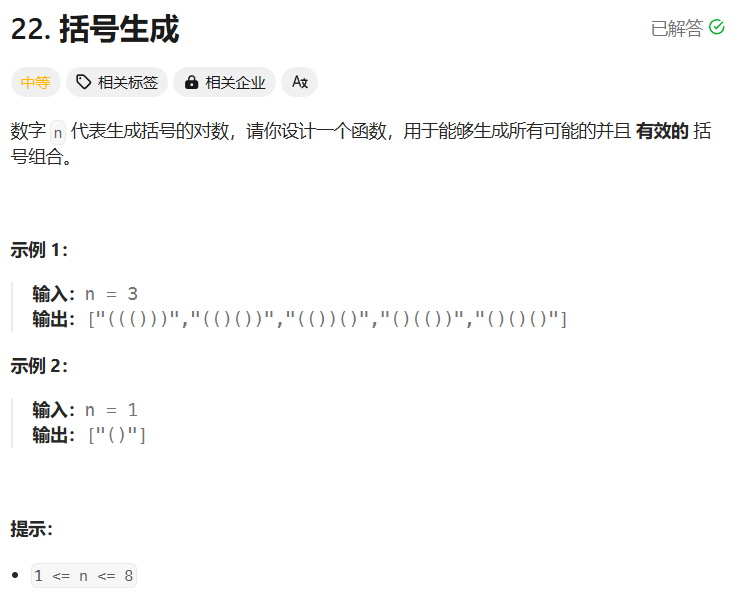 22. 括号生成
已解答
中等 相关标签 相关企业 Aあ
数字 n 代表生成括号的对数，请你设计一个函数，用于能够生成所有可能的并且 有效的 括
号组合。
示例 1：
输入：n = 3
输出：["((()))","(()())","(())()","()(())","()()()"]
示例 2：
输入：n = 1
输出：["()"]
提示：
1 <= n <= 8